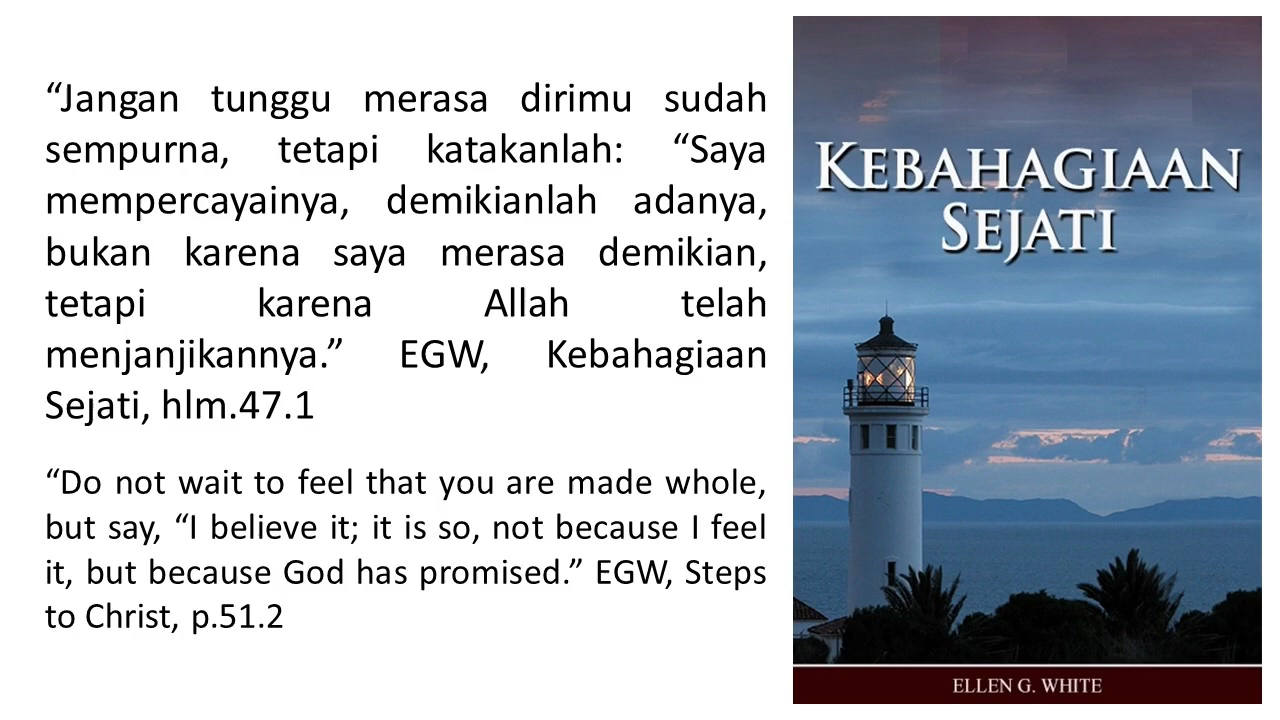 “Jangan tunggu merasa dirimu sudah
sempurna, tetapi katakanlah: “Saya
mempercayainya, demikianlah adanya,
bukan karena saya merasa demikian,
tetapi karena Allah telah
menjanjikannya.” EGW, Kebahagiaan
Sejati, hlm.47.1
“Do not wait to feel that you are made whole,
but say, “I believe it; it is so, not because I feel
it, but because God has promised.” EGW, Steps
to Christ, p.51.2
KEBAHAGIAAN
SEJATI
ELLEN G. WHITE